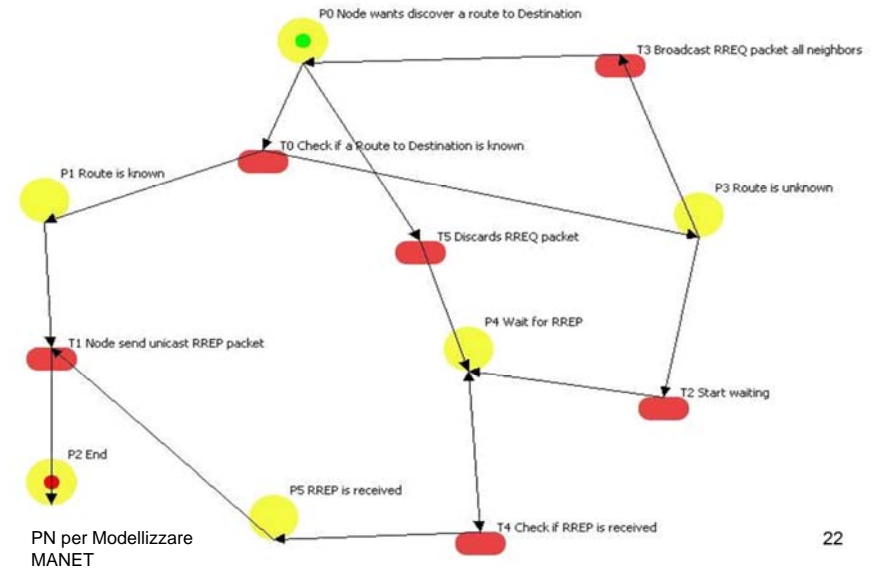 P0 Node wants discover a route to Destination
T3 Broadcast RREQ packet all neighbors
T0 Check if a Route to Destination is known
P1 Route is known
P3 Route is unknown
T5 Discards RREQ packet
P4 Wait for RREP
T1 Node send unicast RREP packet
T2 Start waiting
P2 End
P5 RREP is received
T4 Check if RREP is received
PN per Modellizzare
MANET
22